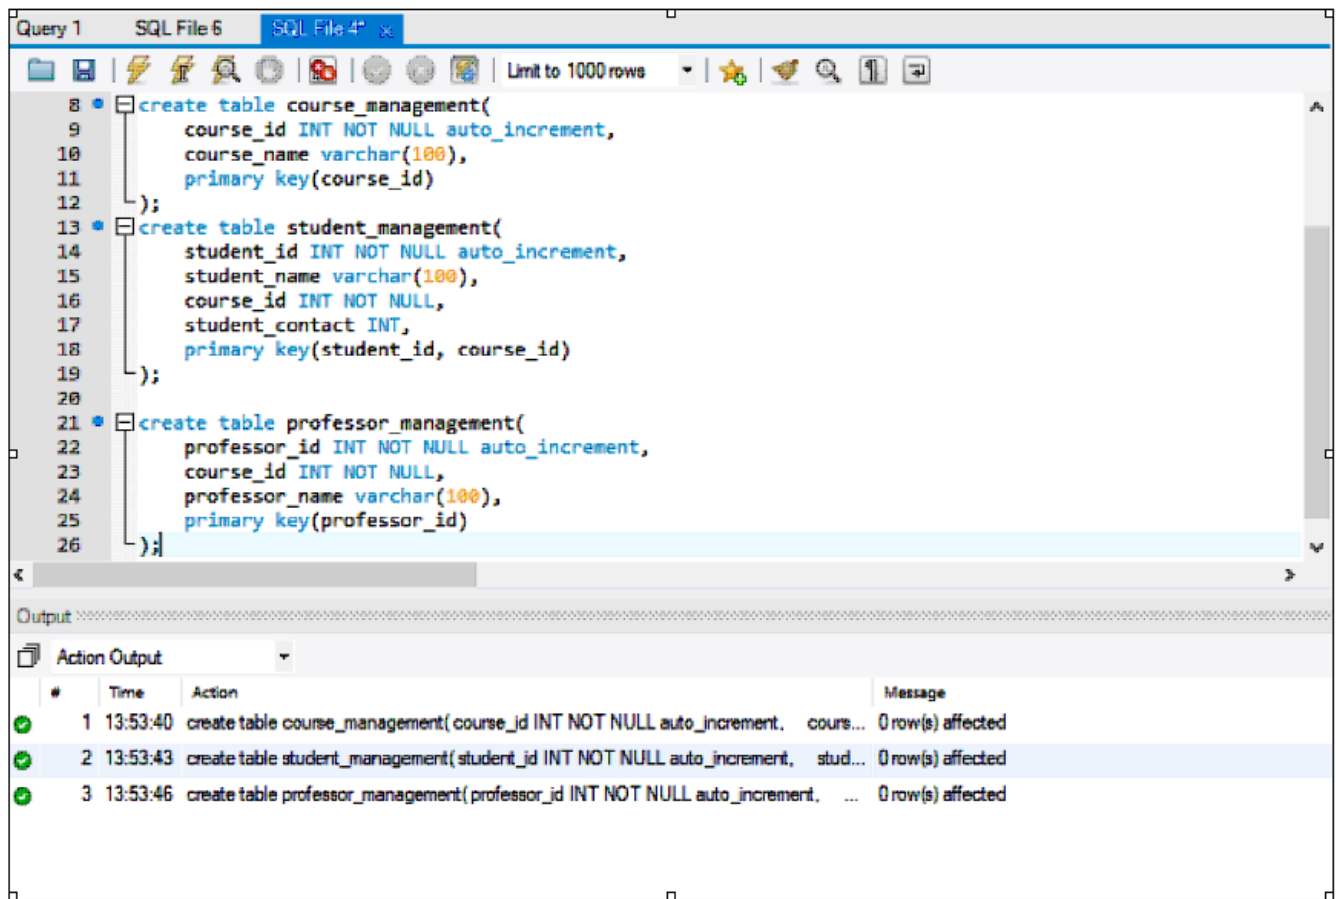 Query 1 SQL File 6 SQL File 4* x
Limit to 1000 rows
8 create table course_management(
9 course_id INT NOT NULL auto_increment,
10 course_name varchar(100),
11 primary key(course_id)
12 );
13 create table student_management(
14 student_id INT NOT NULL auto_increment,
15 student_name varchar(100),
16 course_id INT NOT NULL,
17 student_contact INT,
18 primary key(student_id, course_id)
19 );
20
21 create table professor_management(
22 professor_id INT NOT NULL auto_increment,
23 course_id INT NOT NULL,
24 professor_name varchar(100),
25 primary key(professor_id)
26 );
Output
Action Output
# Time Action Message
1 13:53:40 create table course_management( course_id INT NOT NULL auto_increment, cours... 0 row(s) affected
2 13:53:43 create table student_management( student_id INT NOT NULL auto_increment, stud... 0 row(s) affected
3 13:53:46 create table professor_management( professor_id INT NOT NULL auto_increment, ... 0 row(s) affected